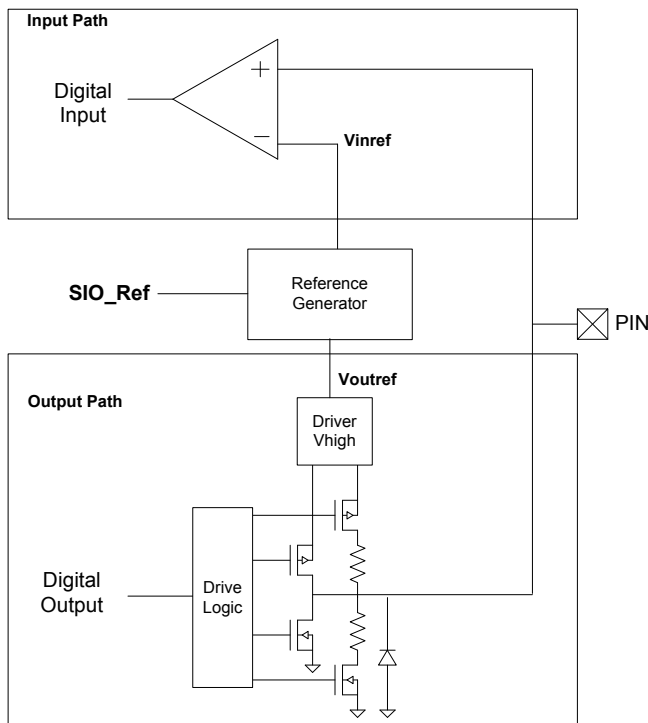 Input Path
+
Digital
Input
−
Vinref
SIO_Ref
Reference
Generator
PIN
Voutref
Output Path
Driver
Vhigh
Digital
Output
Drive
Logic